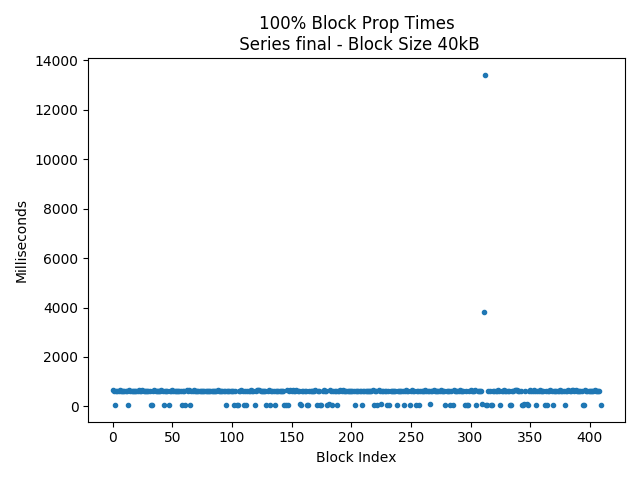 100% Block Prop Times
Series final - Block Size 40kB
14000
12000
10000
8000
6000
4000
2000
0
Milliseconds
0 50 100 150 200 250 300 350 400
Block Index